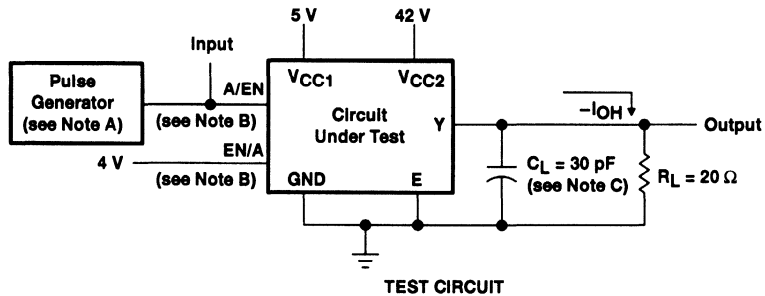 5 V
42 V
Input
Pulse
Generator
(see Note A)
A/EN
(see Note B)
VCC1
VCC2
Circuit
Under Test
Y
–IOH
Output
4 V
EN/A
(see Note B)
GND
E
CL = 30 pF
(see Note C)
RL = 20 Ω
TEST CIRCUIT